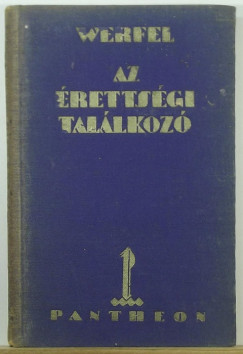 WERFEL
AZ
ÉRETTSÉGI
TALÁLKOZÓ
PANTHEON